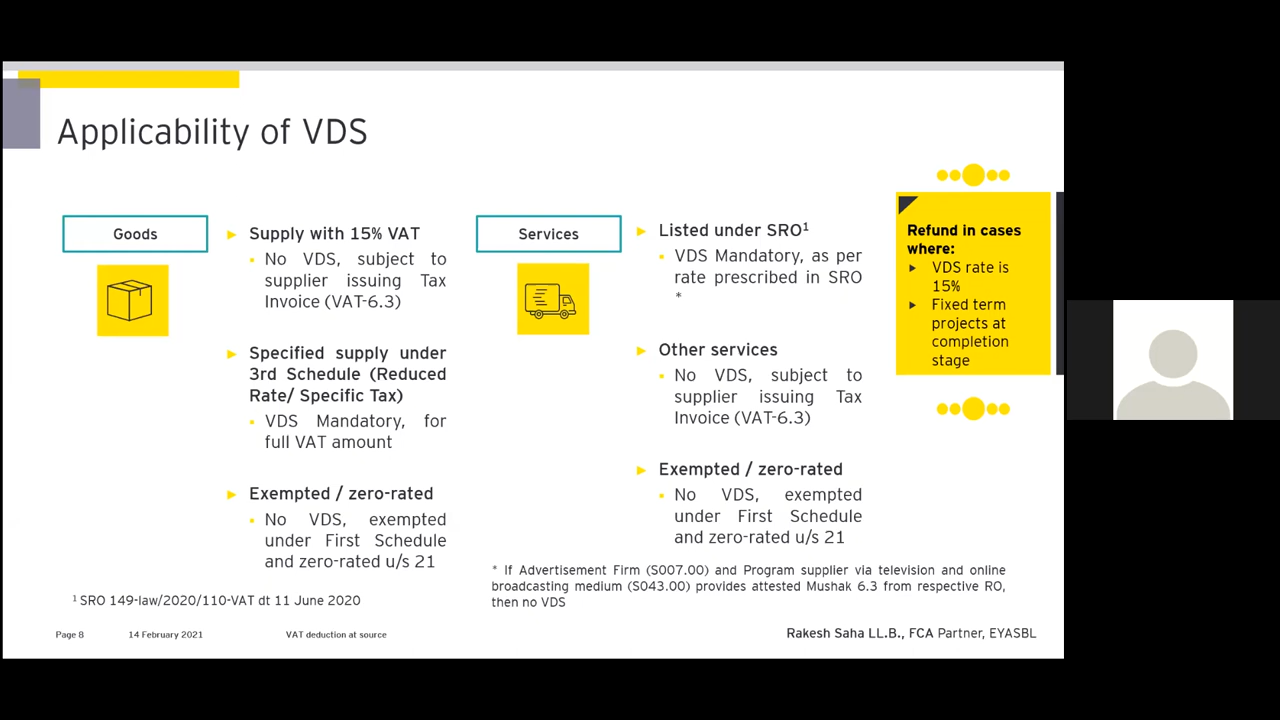 Applicability of VDS
Goods
► Supply with 15% VAT
▪ No VDS, subject to
supplier issuing Tax
Invoice (VAT-6.3)
► Specified supply under
3rd Schedule (Reduced
Rate/ Specific Tax)
▪ VDS Mandatory, for
full VAT amount
► Exempted / zero-rated
▪ No VDS, exempted
under First Schedule
and zero-rated u/s 21
Services
► Listed under SRO¹
▪ VDS Mandatory, as per
rate prescribed in SRO
*
► Other services
▪ No VDS, subject to
supplier issuing Tax
Invoice (VAT-6.3)
► Exempted / zero-rated
▪ No VDS, exempted
under First Schedule
and zero-rated u/s 21
Refund in cases
where:
► VDS rate is
15%
► Fixed term
projects at
completion
stage
* If Advertisement Firm (S007.00) and Program supplier via television and online
broadcasting medium (S043.00) provides attested Mushak 6.3 from respective RO,
then no VDS
¹ SRO 149-law/2020/110-VAT dt 11 June 2020
Page 8 14 February 2021 VAT deduction at source
Rakesh Saha LL.B., FCA Partner, EYASBL